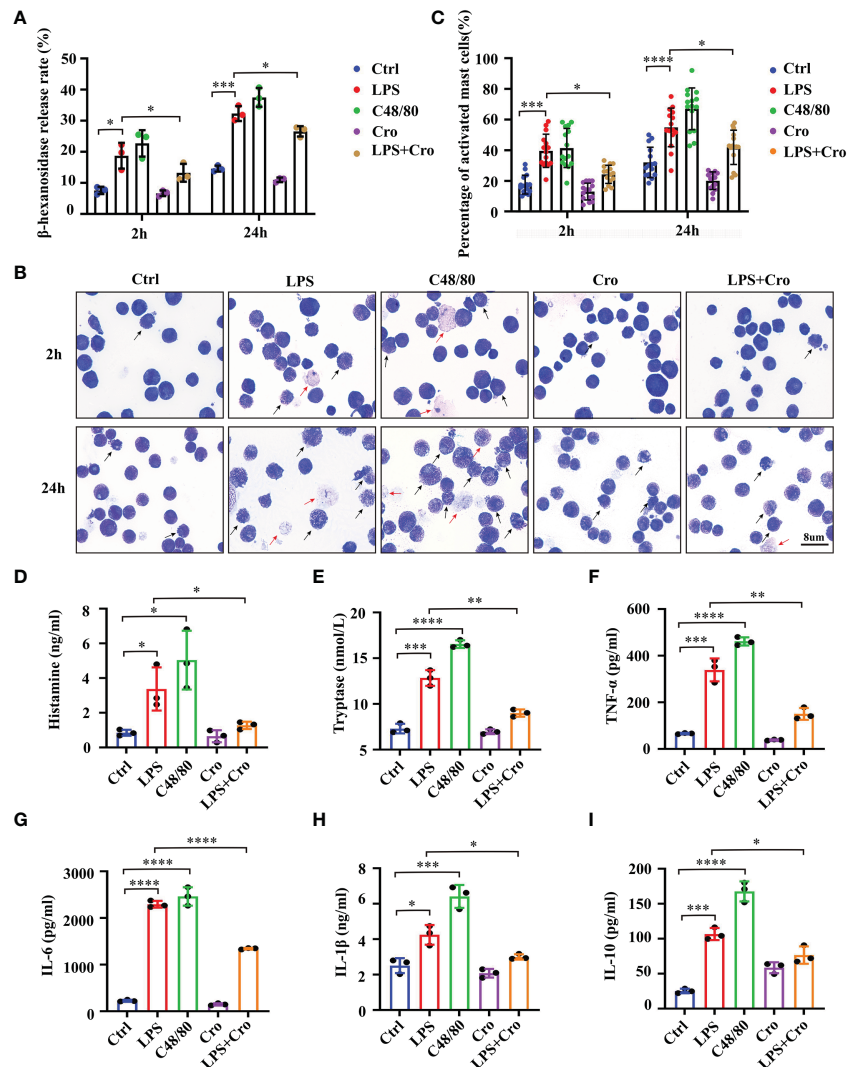 A
β-hexanosidase release rate (%)
50
40
30
20
10
0
*
*
***
*
2h
24h
Ctrl
LPS
C48/80
Cro
LPS+Cro
C
Percentage of activated mast cells(%)
100
80
60
40
20
0
***
*
****
*
2h
24h
Ctrl
LPS
C48/80
Cro
LPS+Cro
B
Ctrl
LPS
C48/80
Cro
LPS+Cro
2h
24h
8um
D
Histamine (ng/ml)
8
6
4
2
0
*
*
*
Ctrl
LPS
C48/80
Cro
LPS+Cro
E
Tryptase (nmol/L)
20
15
10
5
**
****
***
Ctrl
LPS
C48/80
Cro
LPS+Cro
F
TNF-α (pg/ml)
600
400
200
0
**
****
***
Ctrl
LPS
C48/80
Cro
LPS+Cro
G
IL-6 (pg/ml)
3000
2000
1000
0
****
****
****
Ctrl
LPS
C48/80
Cro
LPS+Cro
H
IL-1β (ng/ml)
8
6
4
2
0
*
***
*
Ctrl
LPS
C48/80
Cro
LPS+Cro
I
IL-10 (pg/ml)
200
150
100
50
0
*
****
***
Ctrl
LPS
C48/80
Cro
LPS+Cro